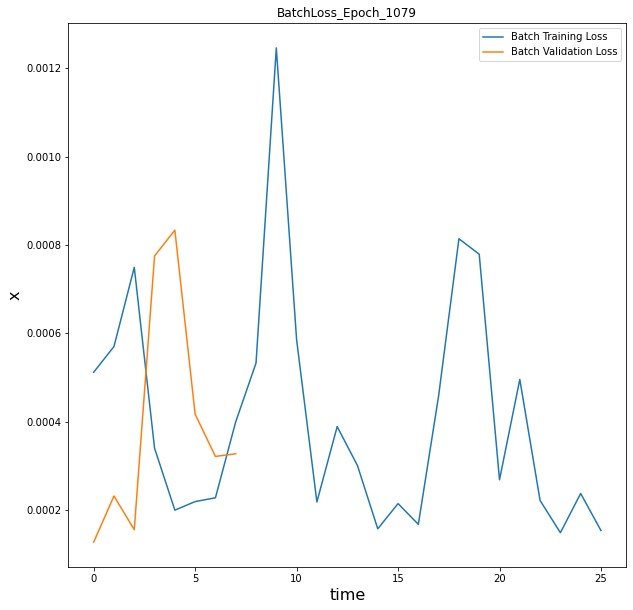 BatchLoss_Epoch_1079
Batch Training Loss
Batch Validation Loss
0.0012
0.0010
0.0008
0.0006
0.0004
0.0002
x
0 5 10 15 20 25
time